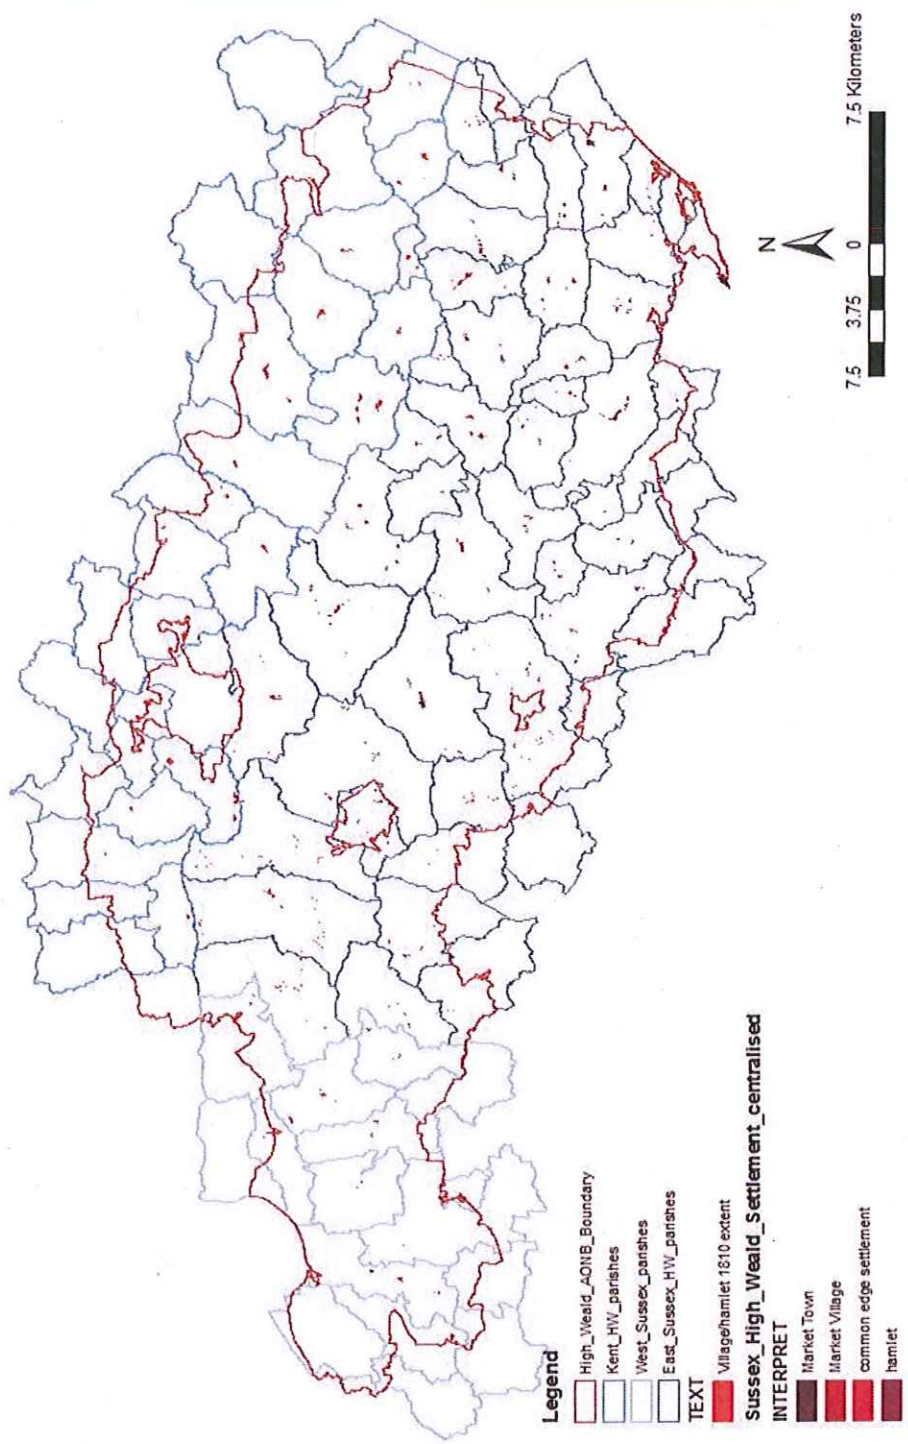 Legend
High_Weald_AONB_Boundary
Kent_HW_parishes
West_Sussex_parishes
East_Sussex_HW_parishes
TEXT
Village/hamlet 1810 extent
Sussex_High_Weald_Settlement_centralised
INTERPRET
Market Town
Market Village
common edge settlement
hamlet
N
7.5 3.75 0 7.5 Kilometers